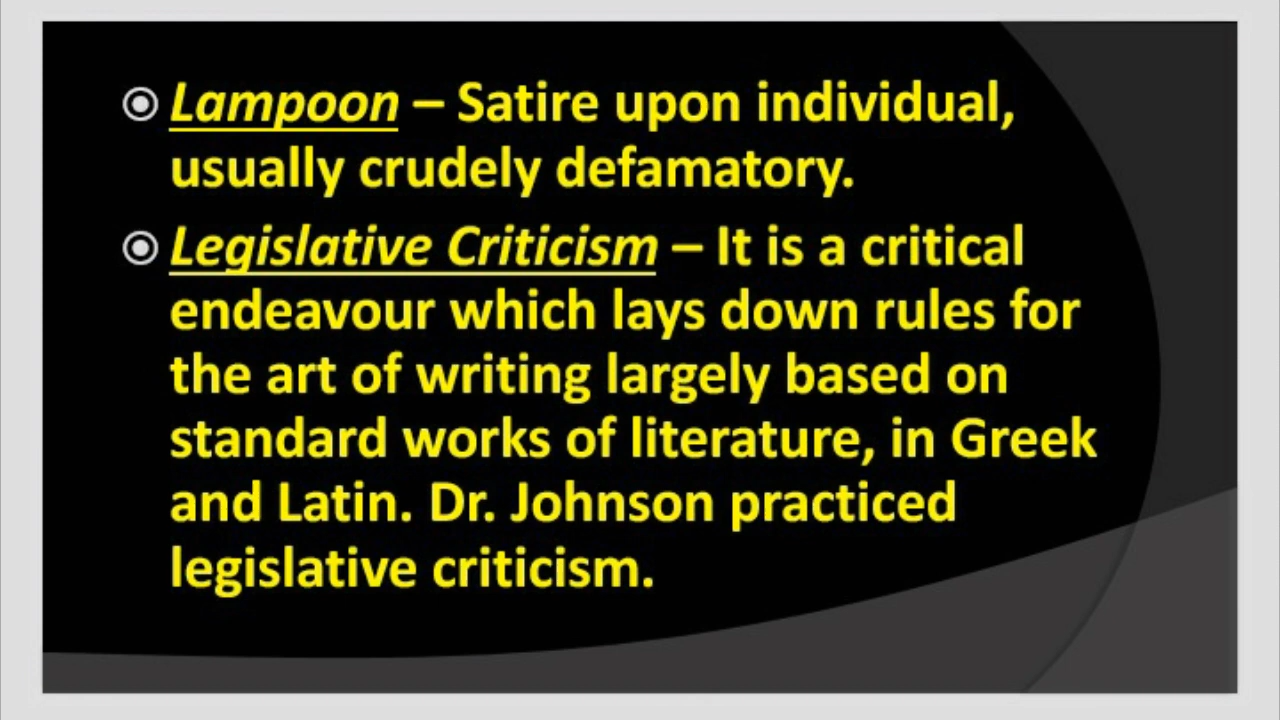 Lampoon – Satire upon individual,
usually crudely defamatory.
Legislative Criticism – It is a critical
endeavour which lays down rules for
the art of writing largely based on
standard works of literature, in Greek
and Latin. Dr. Johnson practiced
legislative criticism.